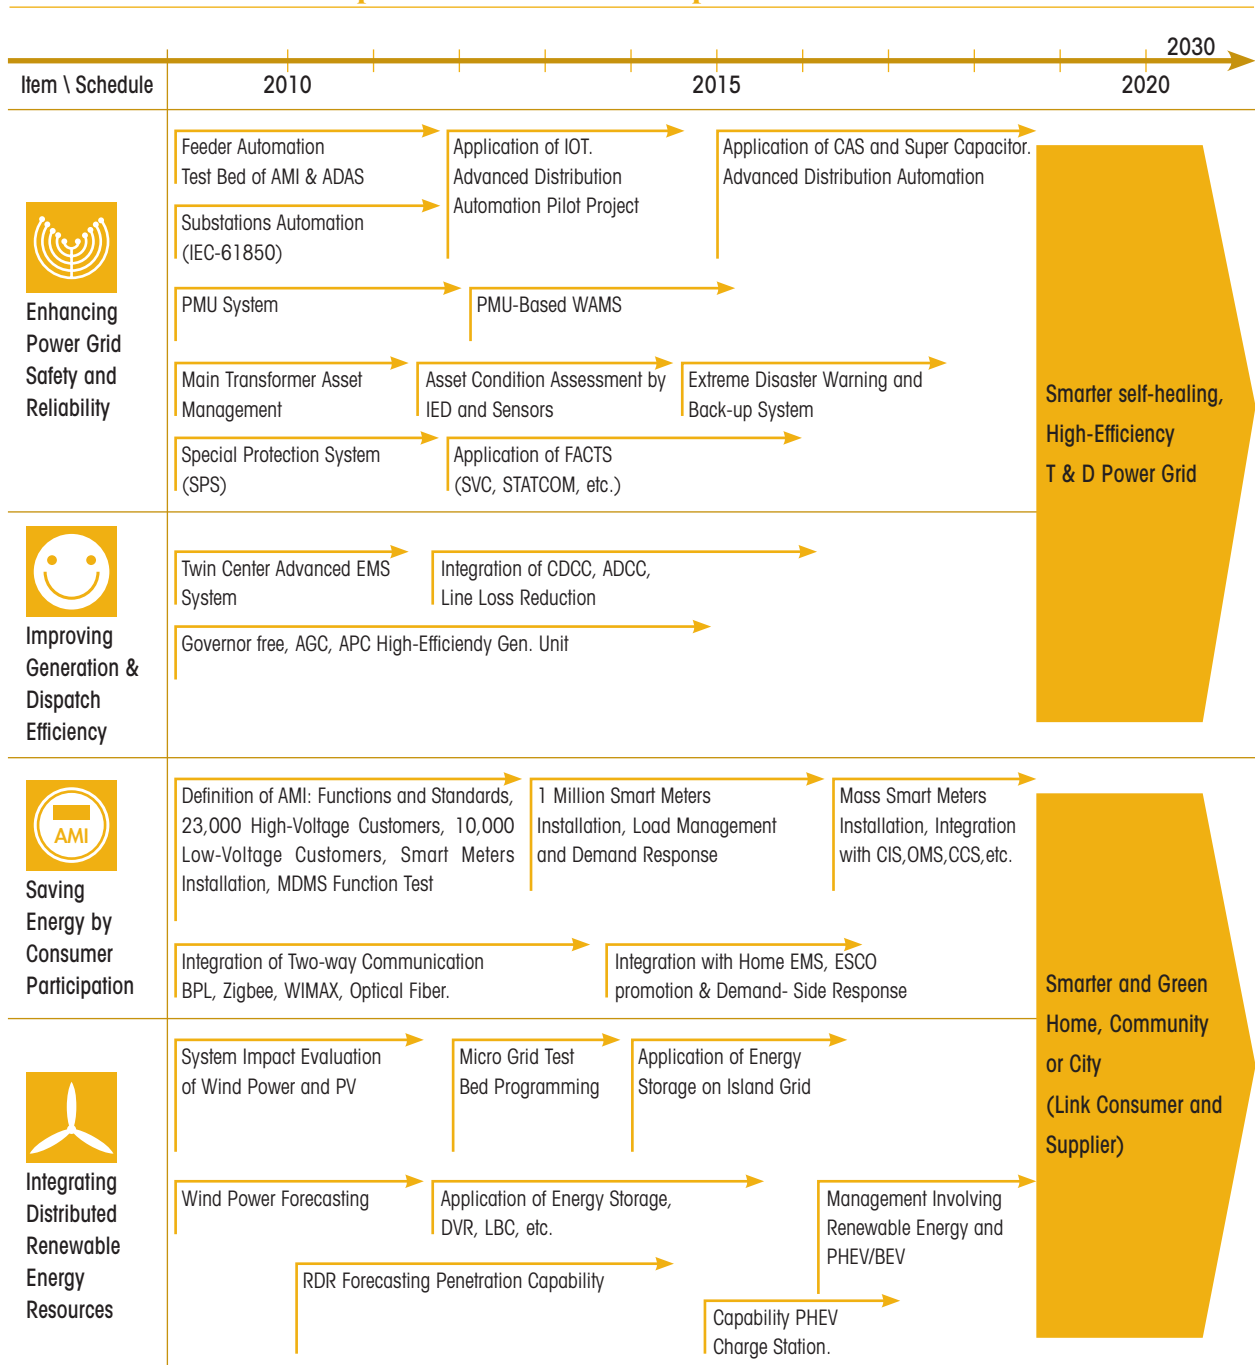 2030
Item \ Schedule
2010
2015
2020
Feeder Automation
Test Bed of AMI & ADAS
Application of IOT.
Advanced Distribution
Automation Pilot Project
Application of CAS and Super Capacitor.
Advanced Distribution Automation
Substations Automation
(IEC-61850)
Enhancing
Power Grid
Safety and
Reliability
PMU System
PMU-Based WAMS
Main Transformer Asset
Management
Asset Condition Assessment by
IED and Sensors
Extreme Disaster Warning and
Back-up System
Special Protection System
(SPS)
Application of FACTS
(SVC, STATCOM, etc.)
Smarter self-healing,
High-Efficiency
T & D Power Grid
Improving
Generation &
Dispatch
Efficiency
Twin Center Advanced EMS
System
Integration of CDCC, ADCC,
Line Loss Reduction
Governor free, AGC, APC High-Efficiendy Gen. Unit
AMI
Saving
Energy by
Consumer
Participation
Definition of AMI: Functions and Standards,
23,000 High-Voltage Customers, 10,000
Low-Voltage Customers, Smart Meters
Installation, MDMS Function Test
1 Million Smart Meters
Installation, Load Management
and Demand Response
Mass Smart Meters
Installation, Integration
with CIS,OMS,CCS,etc.
Integration of Two-way Communication
BPL, Zigbee, WIMAX, Optical Fiber.
Integration with Home EMS, ESCO
promotion & Demand- Side Response
Smarter and Green
Home, Community
or City
(Link Consumer and
Supplier)
Integrating
Distributed
Renewable
Energy
Resources
System Impact Evaluation
of Wind Power and PV
Micro Grid Test
Bed Programming
Application of Energy
Storage on Island Grid
Wind Power Forecasting
Application of Energy Storage,
DVR, LBC, etc.
Management Involving
Renewable Energy and
PHEV/BEV
RDR Forecasting Penetration Capability
Capability PHEV
Charge Station.